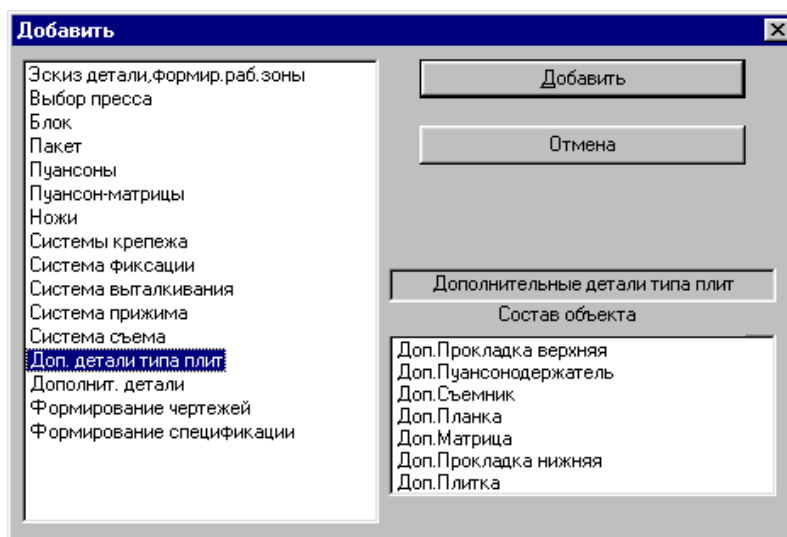 Добавить
Эскиз детали,формир.раб.зоны
Выбор пресса
Блок
Пакет
Пуансоны
Пуансон-матрицы
Ножи
Системы крепежа
Система фиксации
Система выталкивания
Система прижима
Система съема
Доп. детали типа плит
Дополнит. детали
Формирование чертежей
Формирование спецификации
Добавить
Отмена
Дополнительные детали типа плит
Состав объекта
Доп.Прокладка верхняя
Доп.Пуансонодержатель
Доп.Съемник
Доп.Планка
Доп.Матрица
Доп.Прокладка нижняя
Доп.Плитка